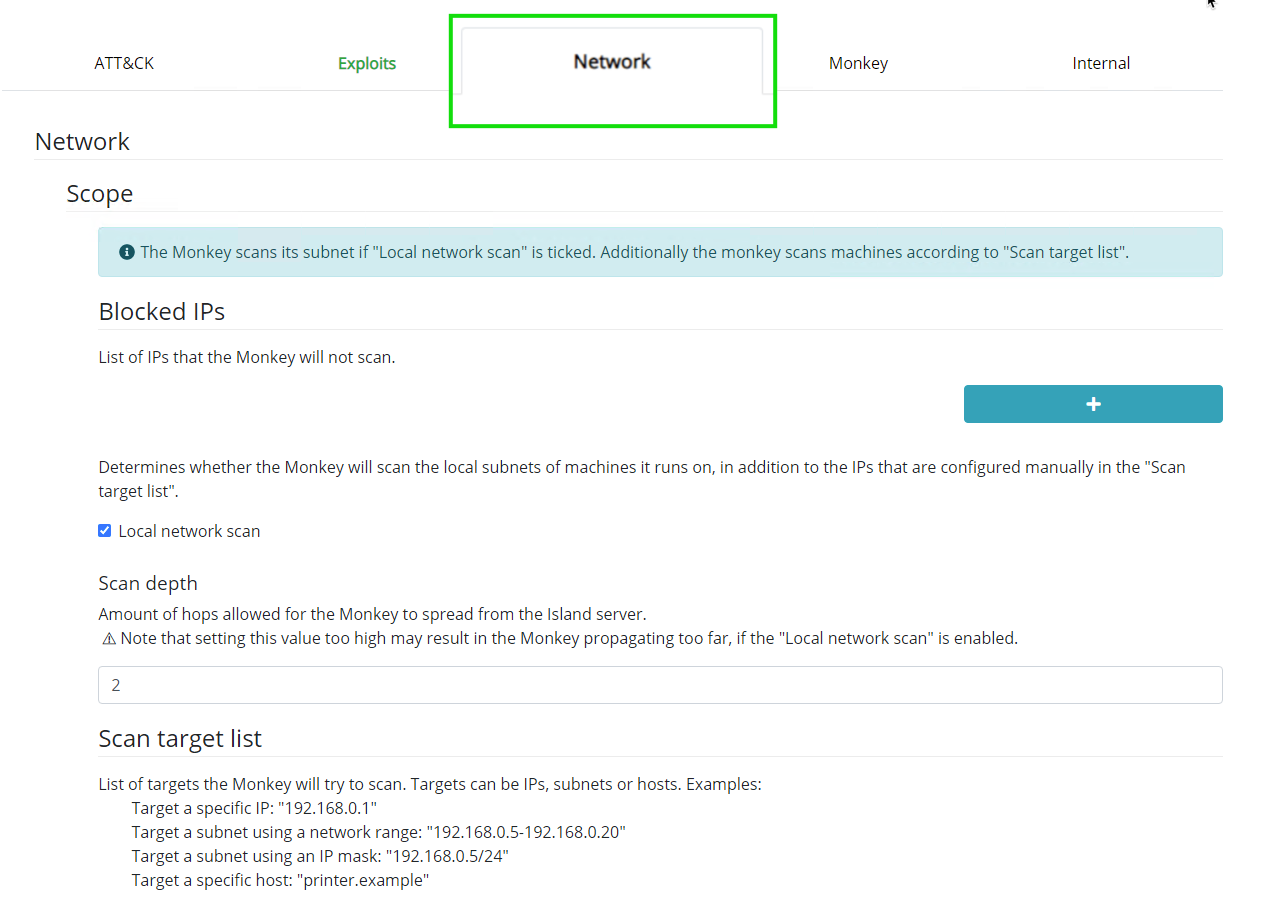 ATT&CK Exploits Network Monkey Internal
Network
Scope
The Monkey scans its subnet if "Local network scan" is ticked. Additionally the monkey scans machines according to "Scan target list".
Blocked IPs
List of IPs that the Monkey will not scan.
+
Determines whether the Monkey will scan the local subnets of machines it runs on, in addition to the IPs that are configured manually in the "Scan
target list".
Local network scan
Scan depth
Amount of hops allowed for the Monkey to spread from the Island server.
⚠ Note that setting this value too high may result in the Monkey propagating too far, if the "Local network scan" is enabled.
2
Scan target list
List of targets the Monkey will try to scan. Targets can be IPs, subnets or hosts. Examples:
Target a specific IP: "192.168.0.1"
Target a subnet using a network range: "192.168.0.5-192.168.0.20"
Target a subnet using an IP mask: "192.168.0.5/24"
Target a specific host: "printer.example"